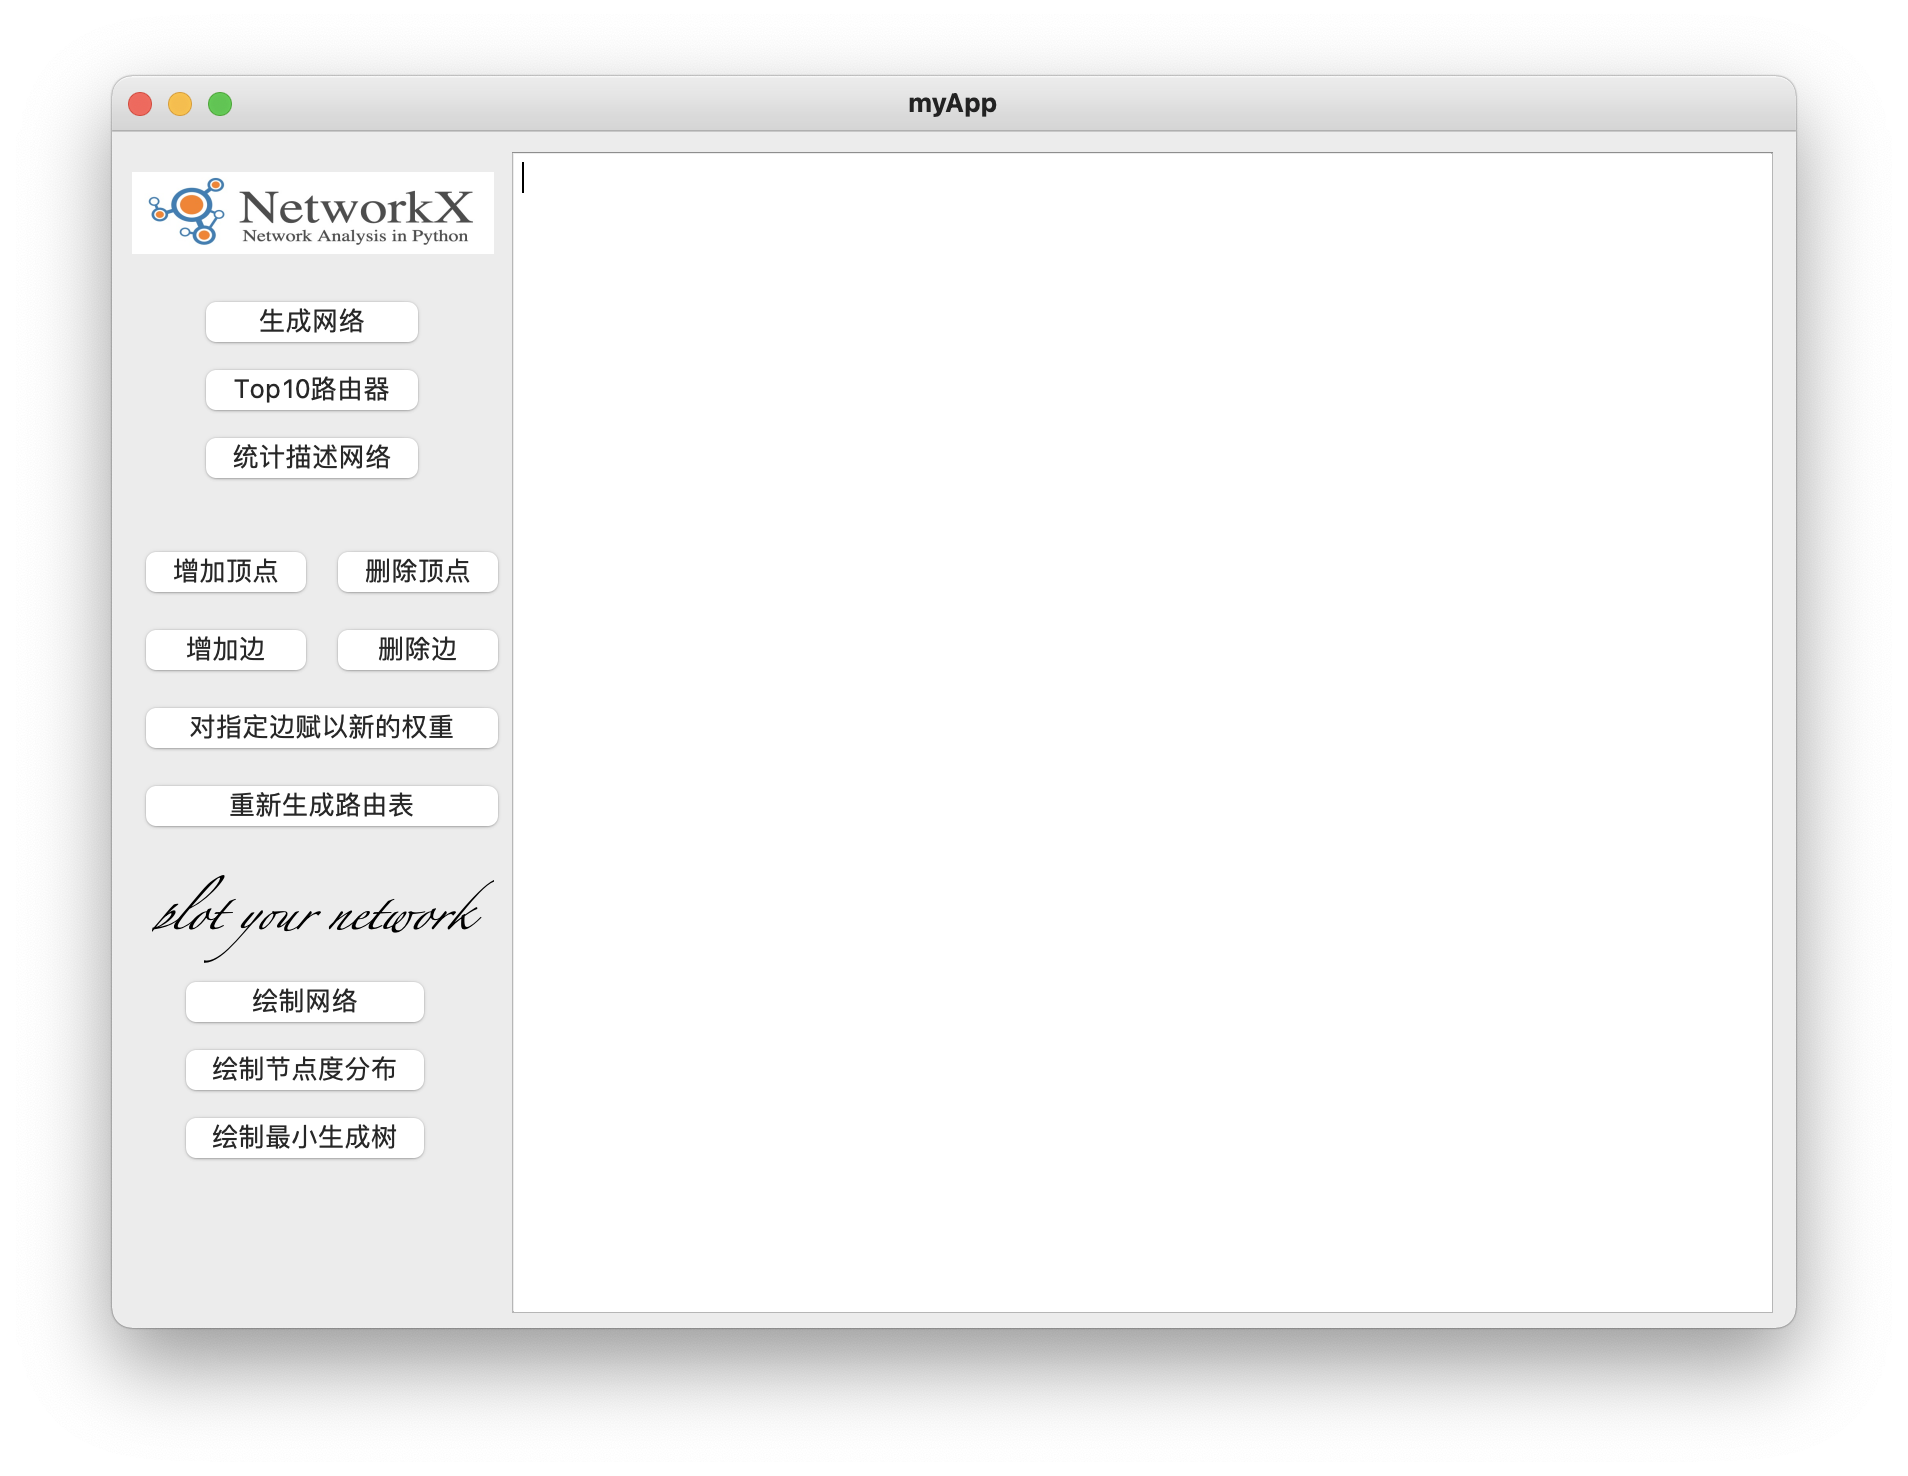 myApp
NetworkX
Network Analysis in Python
生成网络
Top10路由器
统计描述网络
增加顶点 删除顶点
增加边 删除边
对指定边赋以新的权重
重新生成路由表
plot your network
绘制网络
绘制节点度分布
绘制最小生成树